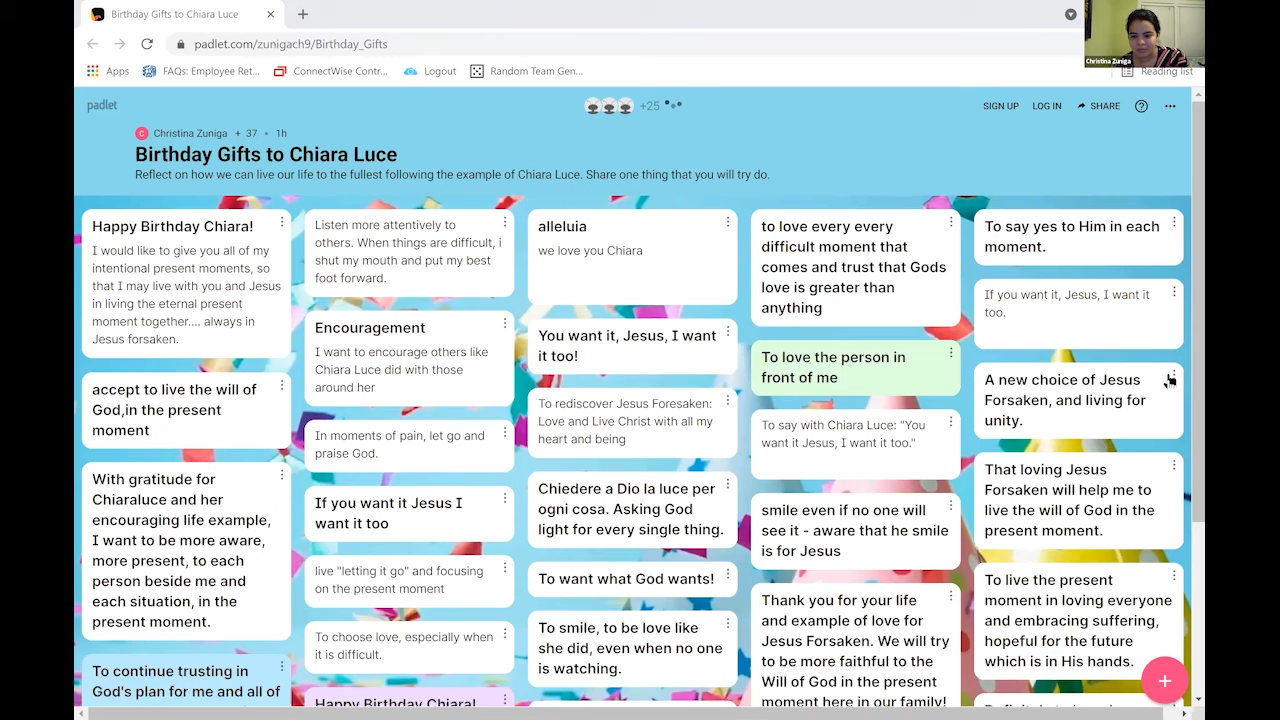 Birthday Gifts to Chiara Luce
padlet.com/zunigach9/Birthday_Gifts
Christina Zuniga
Apps
FAQs: Employee Ret...
ConnectWise Contr...
Logout
Random Team Gen...
Reading list
padlet
+25
SIGN UP
LOG IN
SHARE
Christina Zuniga + 37 • 1h
Birthday Gifts to Chiara Luce
Reflect on how we can live our life to the fullest following the example of Chiara Luce. Share one thing that you will try do.
Happy Birthday Chiara!
I would like to give you all of my
intentional present moments, so
that I may live with you and Jesus
in living the eternal present
moment together.... always in
Jesus forsaken.
accept to live the will of
God,in the present
moment
With gratitude for
Chiaraluce and her
encouraging life example,
I want to be more aware,
more present, to each
person beside me and
each situation, in the
present moment.
To continue trusting in
God's plan for me and all of
Listen more attentively to
others. When things are difficult, i
shut my mouth and put my best
foot forward.
Encouragement
I want to encourage others like
Chiara Luce did with those
around her
In moments of pain, let go and
praise God.
If you want it Jesus I
want it too
live "letting it go" and focusing
on the present moment
To choose love, especially when
it is difficult.
Happy Birthday Chiara!
alleluia
we love you Chiara
You want it, Jesus, I want
it too!
To rediscover Jesus Foresaken:
Love and Live Christ with all my
heart and being
Chiedere a Dio la luce per
ogni cosa. Asking God
light for every single thing.
To want what God wants!
To smile, to be love like
she did, even when no one
is watching.
to love every every
difficult moment that
comes and trust that Gods
love is greater than
anything
To love the person in
front of me
To say with Chiara Luce: "You
want it Jesus, I want it too."
smile even if no one will
see it - aware that he smile
is for Jesus
Thank you for your life
and example of love for
Jesus Forsaken. We will try
to be more faithful to the
Will of God in the present
moment here in our family!
To say yes to Him in each
moment.
If you want it, Jesus, I want it
too.
A new choice of Jesus
Forsaken, and living for
unity.
That loving Jesus
Forsaken will help me to
live the will of God in the
present moment.
To live the present
moment in loving everyone
and embracing suffering,
hopeful for the future
which is in His hands.